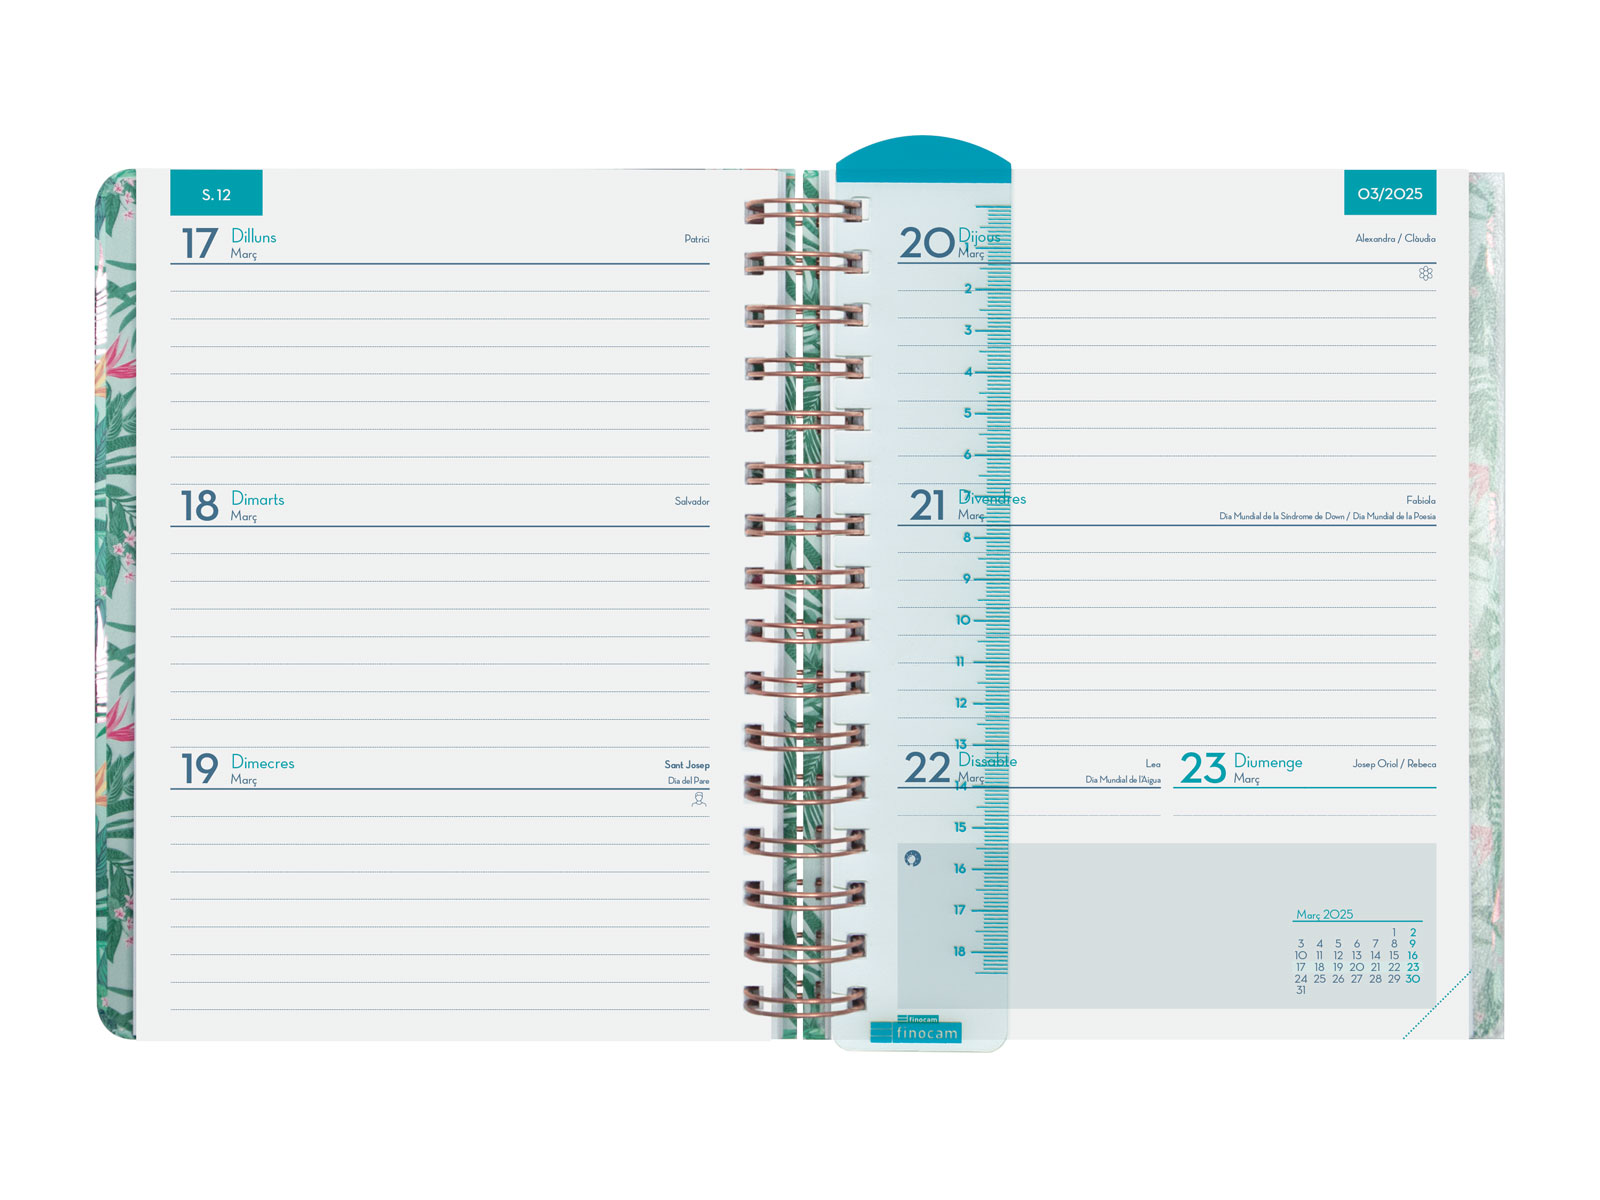 S. 12
17 Dilluns
Març
Patrici
18 Dimarts
Març
Salvador
19 Dimecres
Març
Sant Josep
Dia del Pare
03/2025
20 Dijous
Març
Alexandra / Clàudia
21 Divendres
Març
Fabiola
Dia Mundial de la Síndrome de Down / Dia Mundial de la Poesia
22 Dissabte
Març
Lea
Dia Mundial de l'Aigua
23 Diumenge
Març
Josep Oriol / Rebeca
1
2
3
4
5
6
7
8
9
10
11
12
13
14
15
16
17
18
Març 2025
1 2
3 4 5 6 7 8 9
10 11 12 13 14 15 16
17 18 19 20 21 22 23
24 25 26 27 28 29 30
31
finocam
finocam